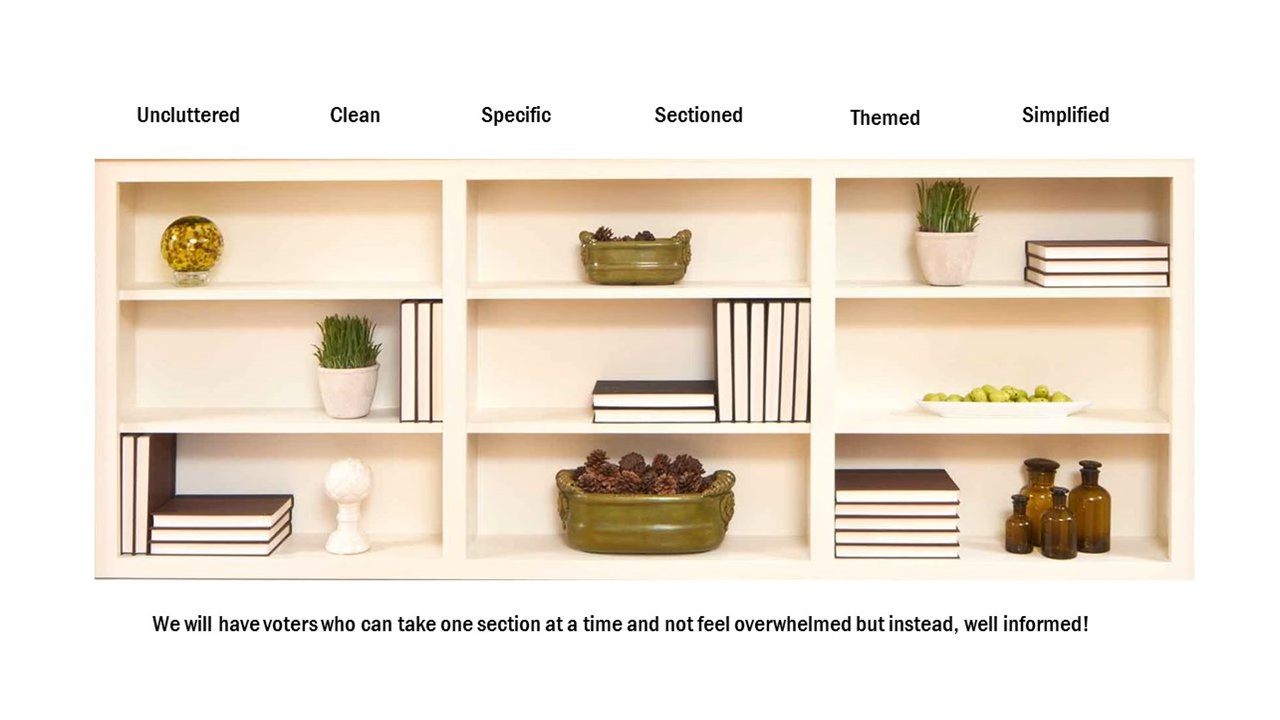 Uncluttered Clean Specific Sectioned Themed Simplified
We will have voters who can take one section at a time and not feel overwhelmed but instead, well informed!